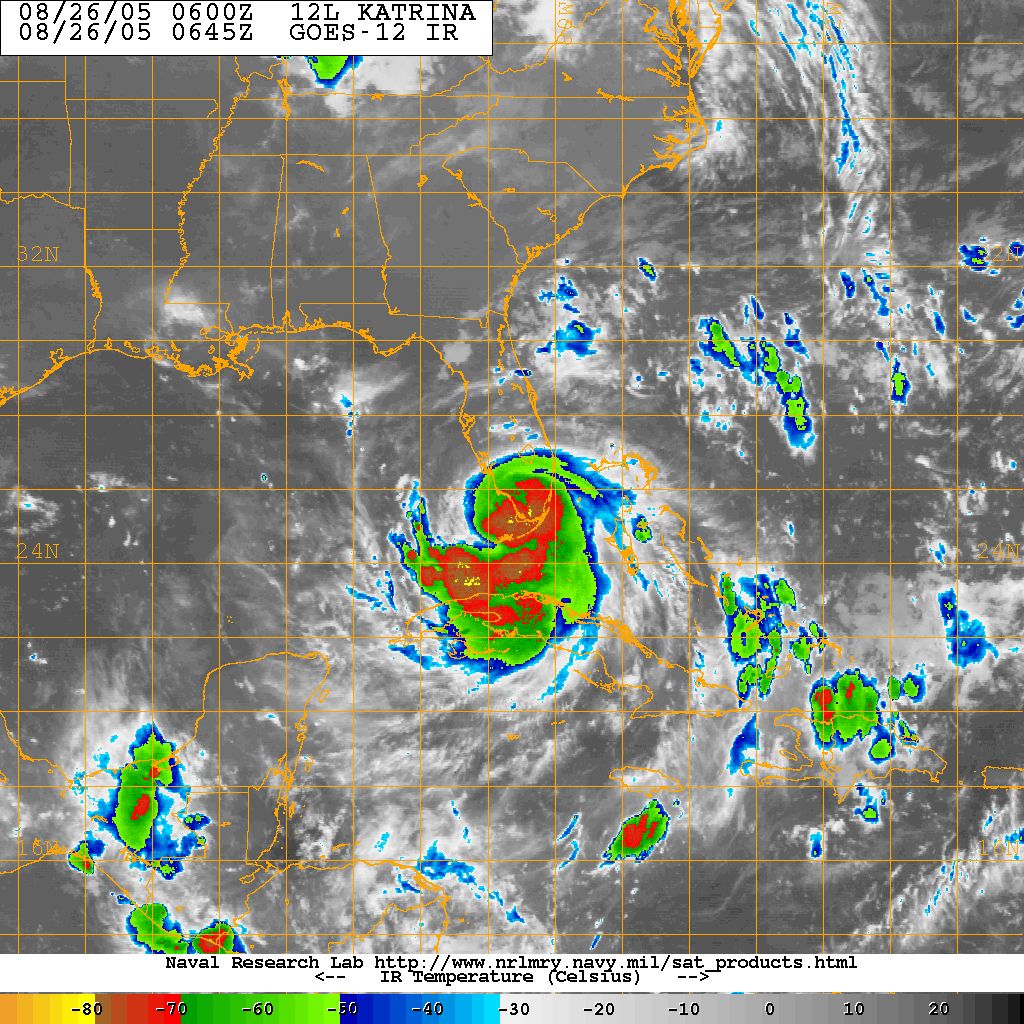 08/26/05 0600Z 12L KATRINA
08/26/05 0645Z GOES-12 IR
32N
24N
24N
16N
16N
Naval Research Lab http://www.nrlmry.navy.mil/sat_products.html
<-- IR Temperature (Celsius) -->
-80 -70 -60 -50 -40 -30 -20 -10 0 10 20